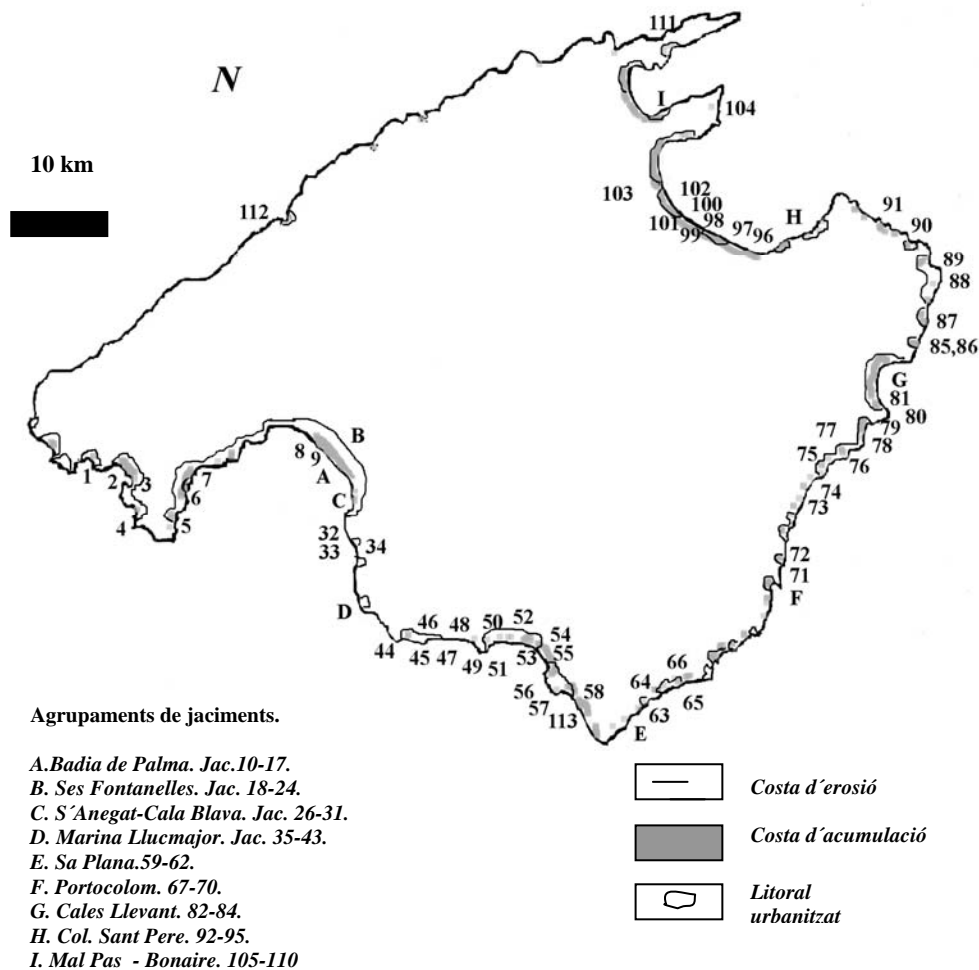 111
N
I
104
10 km
103
102
100
101
98
99
97 96
H
91
90
112
89
88
87
85,86
G
81
80
B
8
9
A
77
79
78
75
76
1
2
3
6
7
6
C
74
73
4
5
32
33
34
72
71
F
D
46
48
50
52
54
44
45
47
49
51
53
55
66
64
65
56
58
57
63
113
E
Agrupaments de jaciments.
A.Badia de Palma. Jac.10-17.
B. Ses Fontanelles. Jac. 18-24.
C. S´Anegat-Cala Blava. Jac. 26-31.
D. Marina Llucmajor. Jac. 35-43.
E. Sa Plana.59-62.
F. Portocolom. 67-70.
G. Cales Llevant. 82-84.
H. Col. Sant Pere. 92-95.
I. Mal Pas - Bonaire. 105-110
Costa d´erosió
Costa d´acumulació
Litoral
urbanitzat